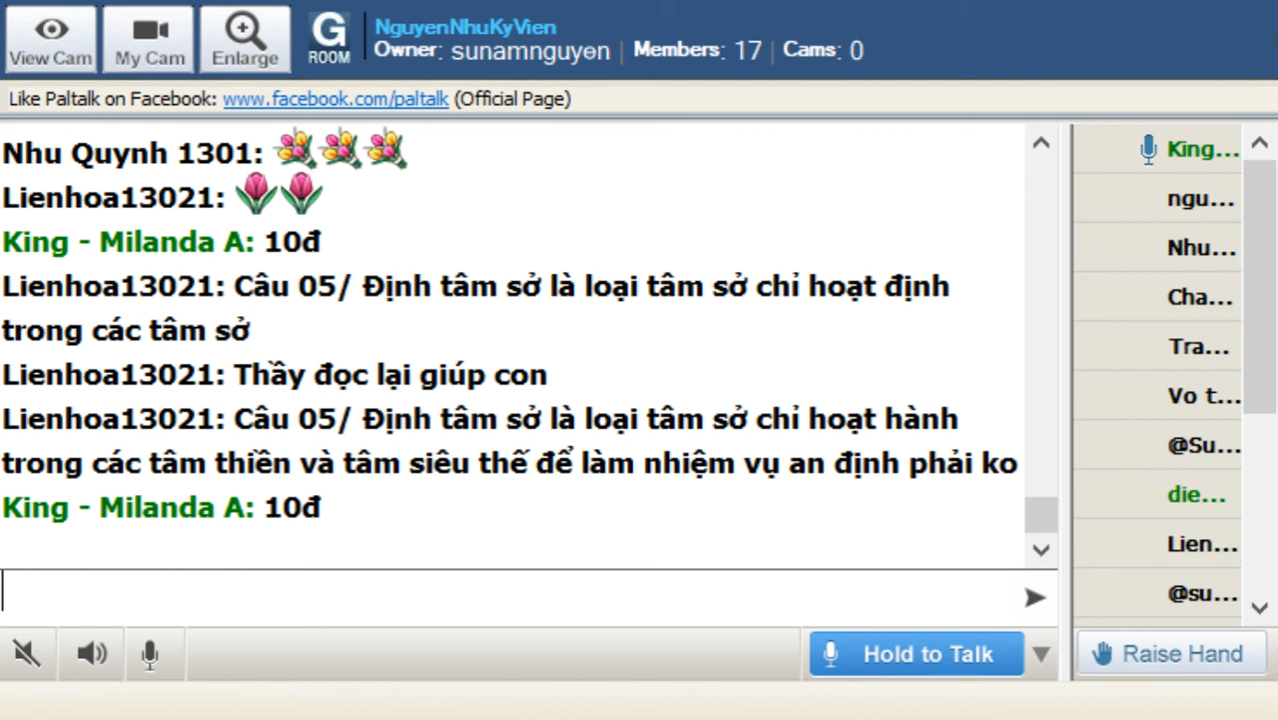 View Cam
My Cam
Enlarge
G
ROOM
NguyenNhuKyVien
Owner: sunamnguyen | Members: 17 | Cams: 0
Like Paltalk on Facebook: www.facebook.com/paltalk (Official Page)
Nhu Quynh 1301:
Lienhoa13021:
King - Milanda A: 10đ
Lienhoa13021: Câu 05/ Định tâm sở là loại tâm sở chỉ hoạt định
trong các tâm sở
Lienhoa13021: Thầy đọc lại giúp con
Lienhoa13021: Câu 05/ Định tâm sở là loại tâm sở chỉ hoạt hành
trong các tâm thiền và tâm siêu thế để làm nhiệm vụ an định phải ko
King - Milanda A: 10đ
King...
ngu...
Nhu...
Cha...
Tra...
Vo t...
@Su...
die...
Lien...
@su...
Hold to Talk
Raise Hand